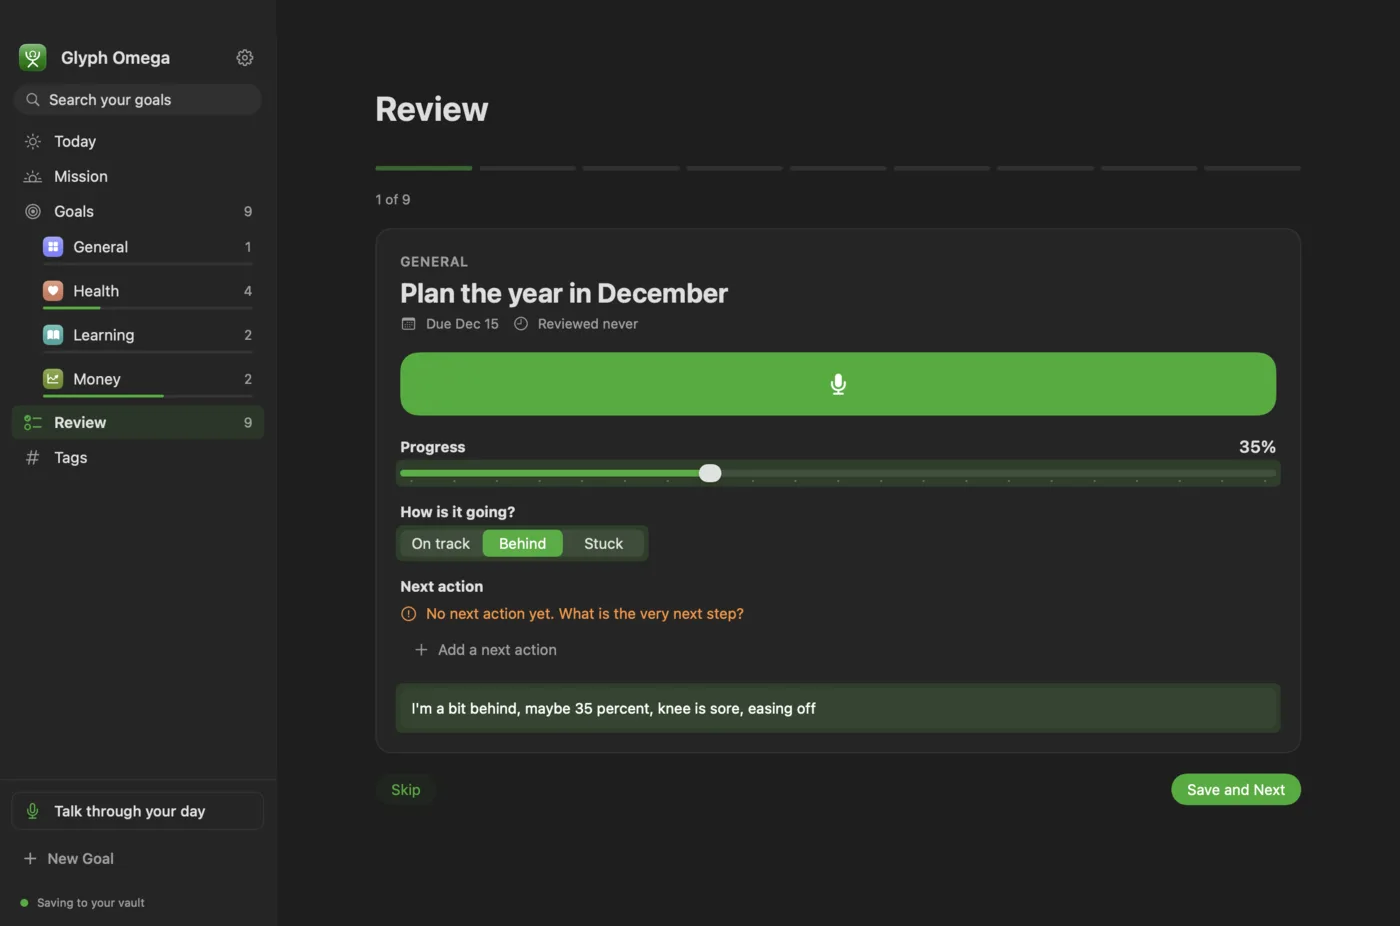 Glyph Omega
Search your goals
Today
Mission
Goals 9
General 1
Health 4
Learning 2
Money 2
Review 9
Tags
Talk through your day
New Goal
Saving to your vault
Review
1 of 9
GENERAL
Plan the year in December
Due Dec 15 Reviewed never
Progress 35%
How is it going?
On track Behind Stuck
Next action
No next action yet. What is the very next step?
Add a next action
I'm a bit behind, maybe 35 percent, knee is sore, easing off
Skip Save and Next